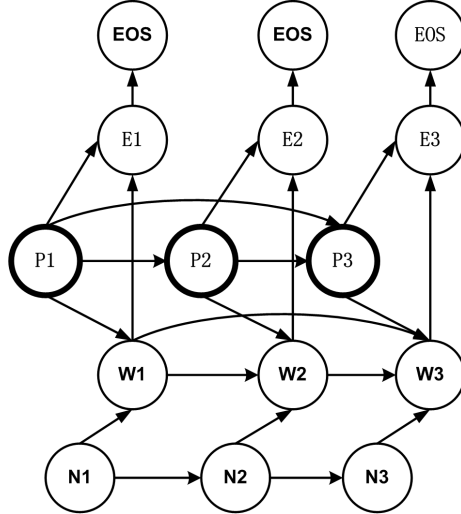 EOS EOS EOS
E1 E2 E3
P1 P2 P3
W1 W2 W3
N1 N2 N3